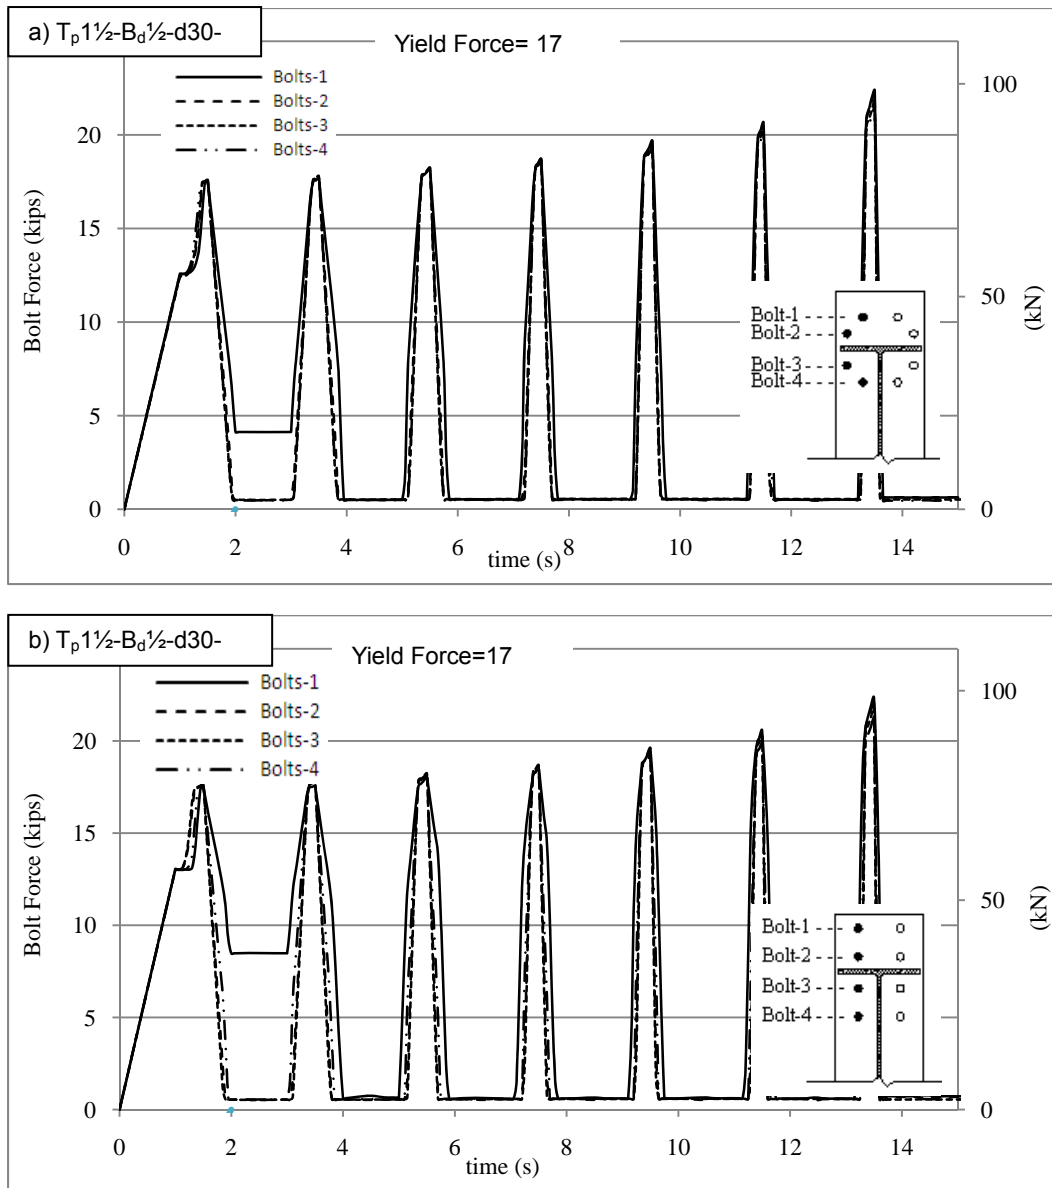 a) Tₚ1½-B_d½-d30-
Yield Force= 17
Bolts-1
Bolts-2
Bolts-3
Bolts-4
Bolt Force (kips)
20
15
10
5
0
100
50
0
(kN)
Bolt-1
Bolt-2
Bolt-3
Bolt-4
0 2 4 6 8 10 12 14
time (s)
b) Tₚ1½-B_d½-d30-
Yield Force=17
Bolts-1
Bolts-2
Bolts-3
Bolts-4
Bolt Force (kips)
20
15
10
5
0
100
50
0
(kN)
Bolt-1
Bolt-2
Bolt-3
Bolt-4
0 2 4 6 8 10 12 14
time (s)